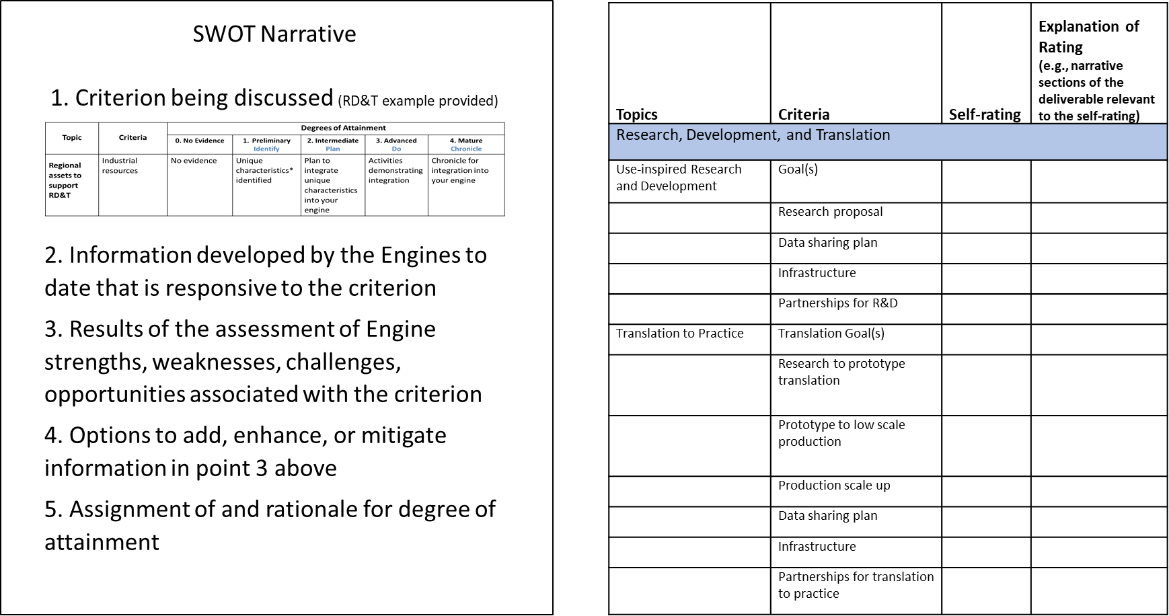 SWOT Narrative
1. Criterion being discussed (RD&T example provided)
Topic Criteria Degrees of Attainment
0. No Evidence 1. Preliminary 2. Intermediate 3. Advanced 4. Mature
Identify Plan Do Chronicle
Regional Industrial No evidence Unique Plan to Activities Chronicle for
assets to resources characteristics* integrate demonstrating integration into
support identified unique integration your engine
RD&T characteristics
into your
engine
2. Information developed by the Engines to
date that is responsive to the criterion
3. Results of the assessment of Engine
strengths, weaknesses, challenges,
opportunities associated with the criterion
4. Options to add, enhance, or mitigate
information in point 3 above
5. Assignment of and rationale for degree of
attainment
Explanation of
Rating
(e.g., narrative
sections of the
deliverable relevant
Topics Criteria Self-rating to the self-rating)
Research, Development, and Translation
Use-inspired Research Goal(s)
and Development
Research proposal
Data sharing plan
Infrastructure
Partnerships for R&D
Translation to Practice Translation Goal(s)
Research to prototype
translation
Prototype to low scale
production
Production scale up
Data sharing plan
Infrastructure
Partnerships for translation
to practice